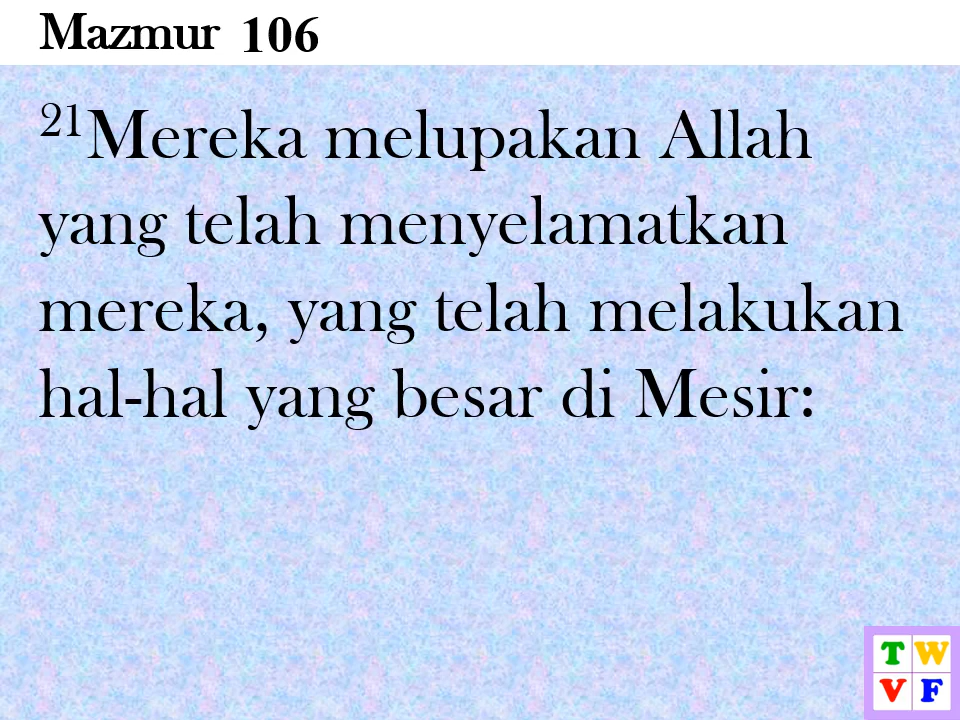 Mazmur 106
21Mereka melupakan Allah
yang telah menyelamatkan
mereka, yang telah melakukan
hal-hal yang besar di Mesir:
T W
V F